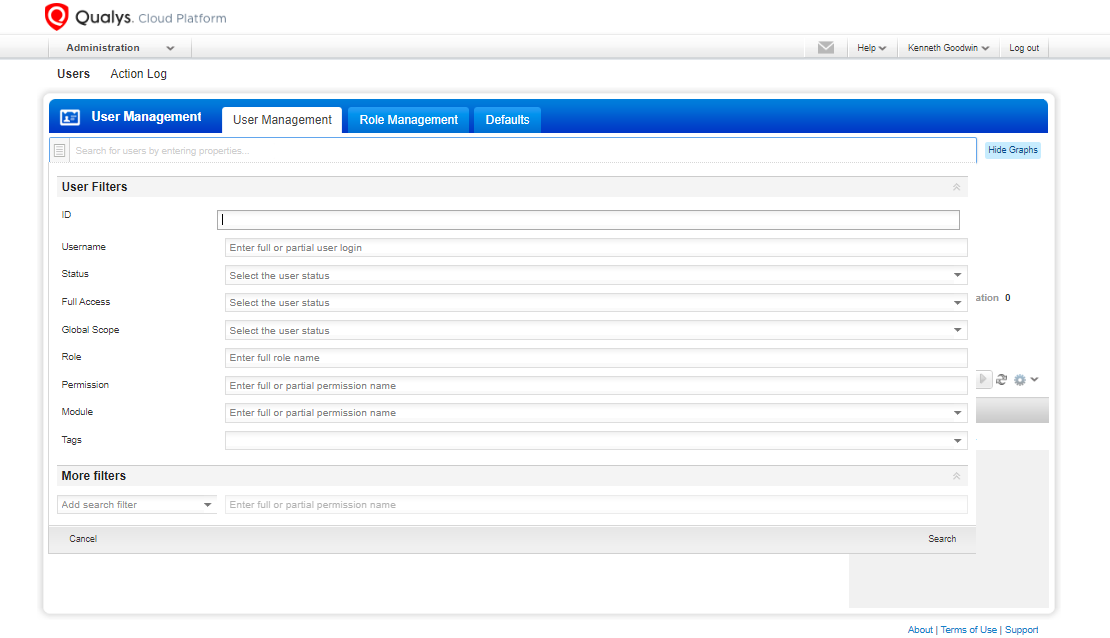 Qualys. Cloud Platform
Administration
Help
Kenneth Goodwin
Log out
Users
Action Log
User Management
User Management
Role Management
Defaults
Search for users by entering properties...
Hide Graphs
User Filters
ID
Username
Enter full or partial user login
Status
Select the user status
Full Access
Select the user status
ation 0
Global Scope
Select the user status
Role
Enter full role name
Permission
Enter full or partial permission name
Module
Enter full or partial permission name
Tags
More filters
Add search filter
Enter full or partial permission name
Cancel
Search
About | Terms of Use | Support